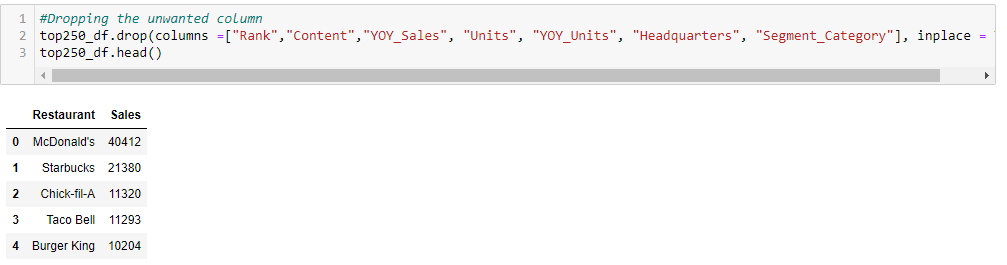 1 #Dropping the unwanted column
2 top250_df.drop(columns =["Rank","Content","YOY_Sales", "Units", "YOY_Units", "Headquarters", "Segment_Category"], inplace =
3 top250_df.head()
Restaurant Sales
0 McDonald's 40412
1 Starbucks 21380
2 Chick-fil-A 11320
3 Taco Bell 11293
4 Burger King 10204